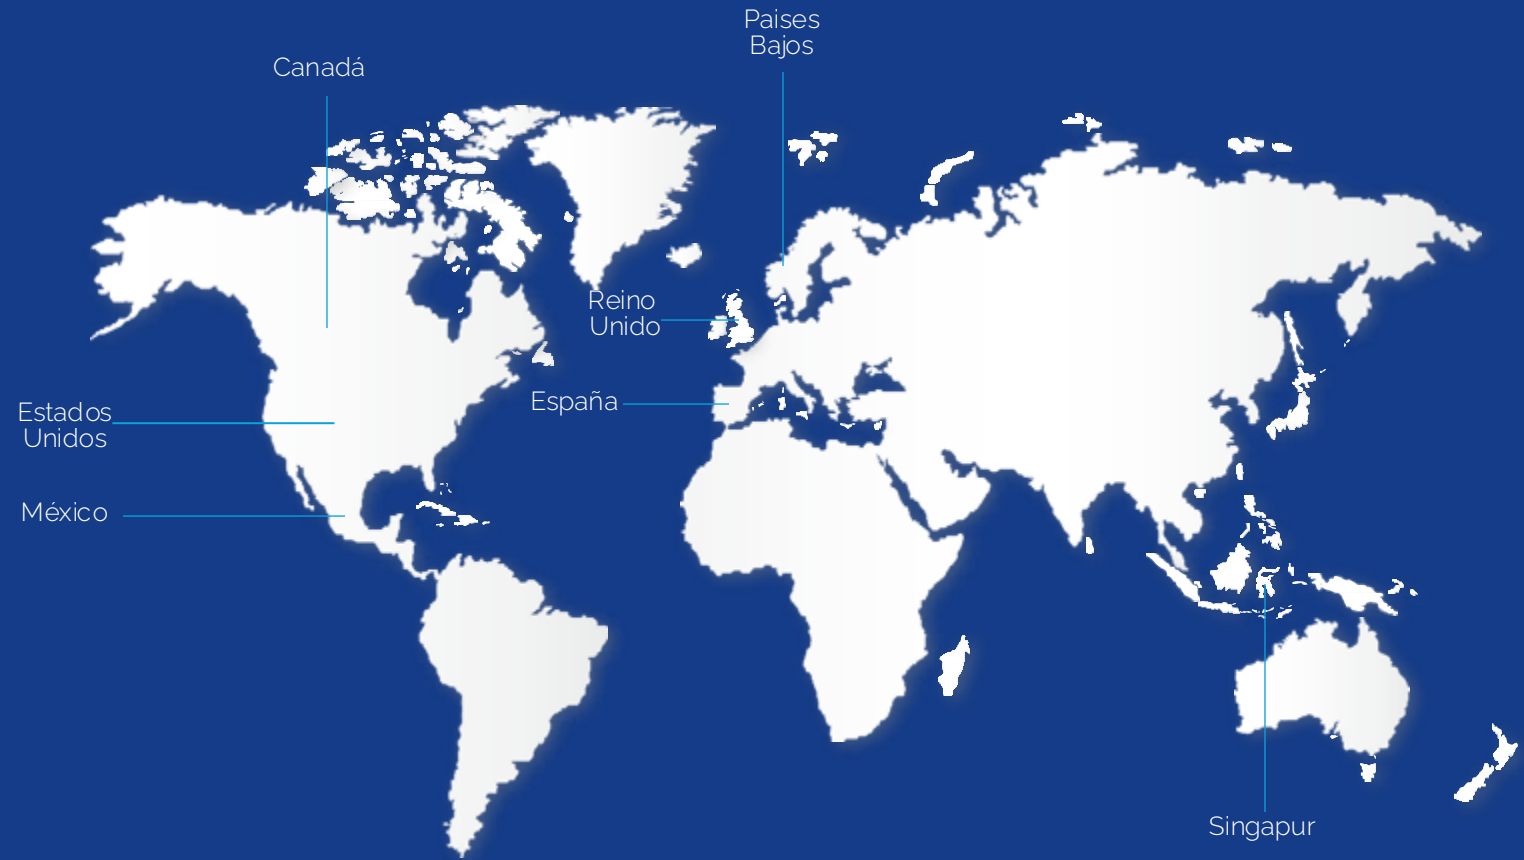 Paises
Bajos
Canadá
Reino
Unido
España
Estados
Unidos
México
Singapur